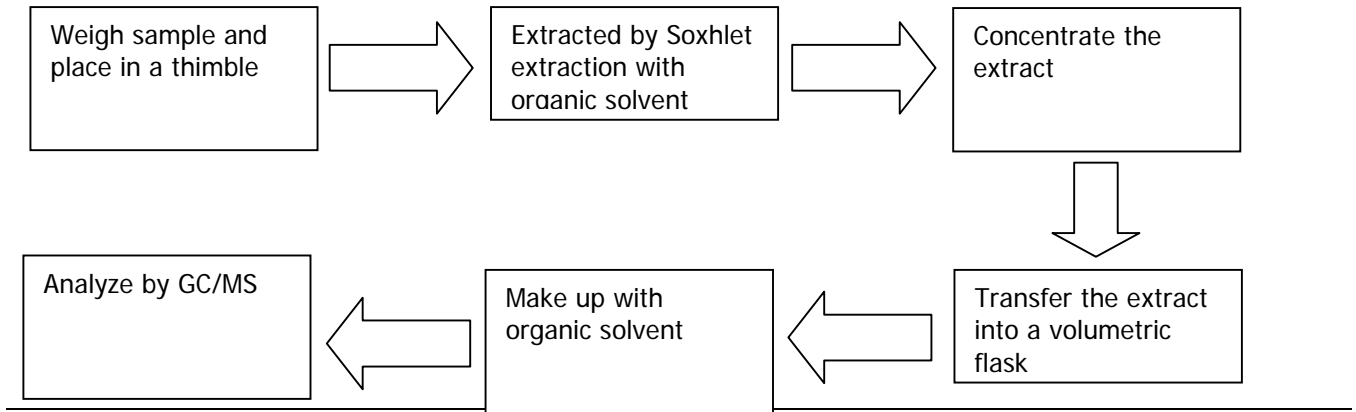 Weigh sample and
place in a thimble
Extracted by Soxhlet
extraction with
organic solvent
Concentrate the
extract
Transfer the extract
into a volumetric
flask
Make up with
organic solvent
Analyze by GC/MS